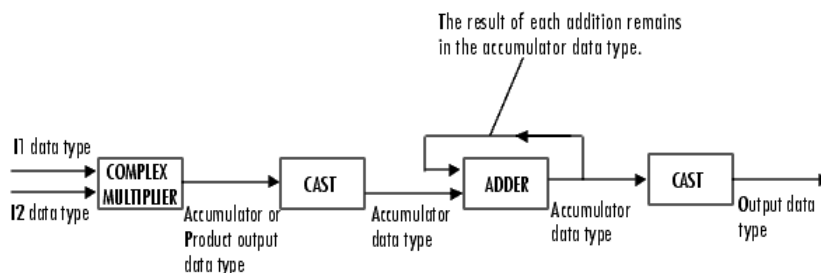 The result of each addition remains
in the accumulator data type.
I1 data type
I2 data type
COMPLEX
MULTIPLIER
Accumulator or
Product output
data type
CAST
Accumulator
data type
ADDER
Accumulator
data type
CAST
Output data
type